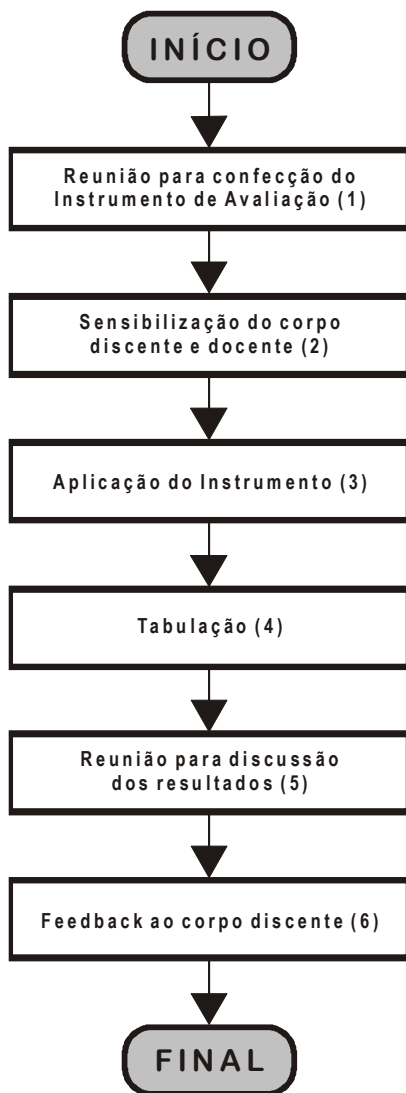 INÍCIO
Reunião para confecção do
Instrumento de Avaliação (1)
Sensibilização do corpo
discente e docente (2)
Aplicação do Instrumento (3)
Tabulação (4)
Reunião para discussão
dos resultados (5)
Feedback ao corpo discente (6)
FINAL